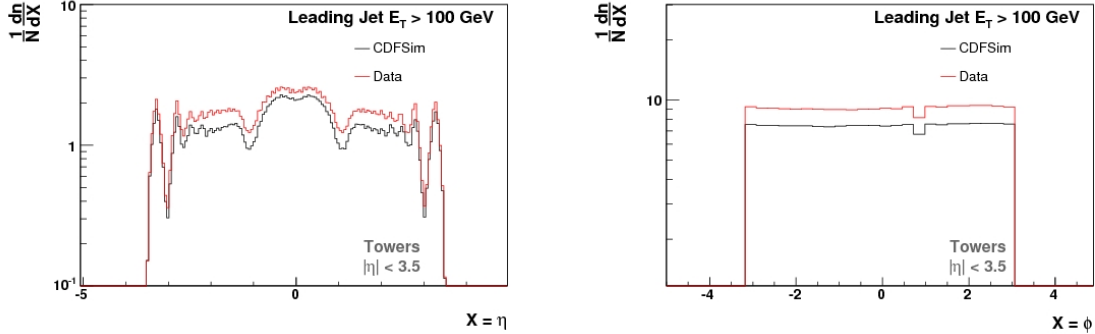 1 dn
N dX
10
Leading Jet E_T > 100 GeV
CDFSim
Data
1
Towers
|η| < 3.5
10^-1
-5 0 5
X = η
1 dn
N dX
Leading Jet E_T > 100 GeV
CDFSim
Data
10
Towers
|η| < 3.5
-4 -2 0 2 4
X = ϕ